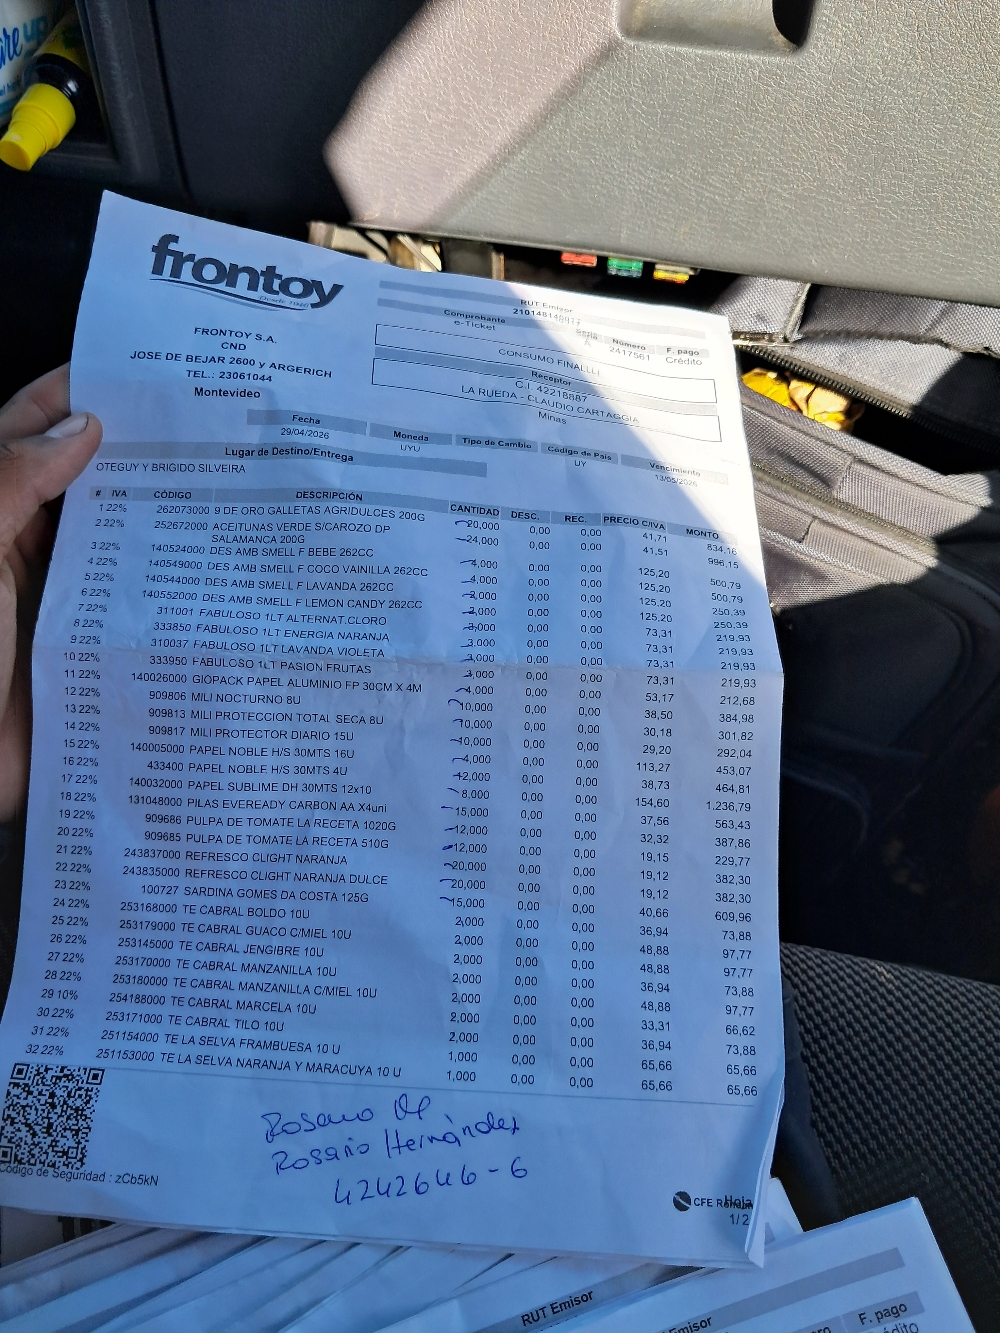 frontoy
Desde 1940
FRONTOY S.A.
CND
JOSE DE BEJAR 2600 y ARGERICH
TEL.: 23061044
Montevideo
RUT Emisor
Comprobante Serie Número F. pago
e-Ticket A 2417561 Crédito
CONSUMO FINAL
Receptor
C.I. 42218887
LA RUEDA - CLAUDIO CARTAGGIA
Minas
Fecha Moneda Tipo de Cambio Código de País Vencimiento
29/04/2026 UYU UY 13/05/2026
Lugar de Destino/Entrega
OTEGUY Y BRIGIDO SILVEIRA
# IVA CÓDIGO DESCRIPCIÓN CANTIDAD DESC. REC. PRECIO C/IVA MONTO
1 22% 262073000 9 DE ORO GALLETAS AGRIDULCES 200G 20,000 0,00 0,00 41,71 834,16
2 22% 252672000 ACEITUNAS VERDE S/CAROZO DP SALAMANCA 200G 24,000 0,00 0,00 41,51 996,15
3 22% 140524000 DES AMB SMELL F BEBE 262CC 4,000 0,00 0,00 125,20 500,79
4 22% 140549000 DES AMB SMELL F COCO VAINILLA 262CC 4,000 0,00 0,00 125,20 500,79
5 22% 140544000 DES AMB SMELL F LAVANDA 262CC 2,000 0,00 0,00 125,20 250,39
6 22% 140552000 DES AMB SMELL F LEMON CANDY 262CC 2,000 0,00 0,00 125,20 250,39
7 22% 311001 FABULOSO 1LT ALTERNAT.CLORO 3,000 0,00 0,00 73,31 219,93
8 22% 333850 FABULOSO 1LT ENERGIA NARANJA 3,000 0,00 0,00 73,31 219,93
9 22% 310037 FABULOSO 1LT LAVANDA VIOLETA 3,000 0,00 0,00 73,31 219,93
10 22% 333950 FABULOSO 1LT PASION FRUTAS 3,000 0,00 0,00 73,31 219,93
11 22% 140026000 GIOPACK PAPEL ALUMINIO FP 30CM X 4M 4,000 0,00 0,00 53,17 212,68
12 22% 909806 MILI NOCTURNO 8U 10,000 0,00 0,00 38,50 384,98
13 22% 909813 MILI PROTECCION TOTAL SECA 8U 10,000 0,00 0,00 30,18 301,82
14 22% 909817 MILI PROTECTOR DIARIO 15U 10,000 0,00 0,00 29,20 292,04
15 22% 140005000 PAPEL NOBLE H/S 30MTS 16U 4,000 0,00 0,00 113,27 453,07
16 22% 433400 PAPEL NOBLE H/S 30MTS 4U 12,000 0,00 0,00 38,73 464,81
17 22% 140032000 PAPEL SUBLIME DH 30MTS 12x10 8,000 0,00 0,00 154,60 1.236,79
18 22% 131048000 PILAS EVEREADY CARBON AA X4uni 15,000 0,00 0,00 37,56 563,43
19 22% 909686 PULPA DE TOMATE LA RECETA 1020G 12,000 0,00 0,00 32,32 387,86
20 22% 909685 PULPA DE TOMATE LA RECETA 510G 12,000 0,00 0,00 19,15 229,77
21 22% 243837000 REFRESCO CLIGHT NARANJA 20,000 0,00 0,00 19,12 382,30
22 22% 243835000 REFRESCO CLIGHT NARANJA DULCE 20,000 0,00 0,00 19,12 382,30
23 22% 100727 SARDINA GOMES DA COSTA 125G 15,000 0,00 0,00 40,66 609,96
24 22% 253168000 TE CABRAL BOLDO 10U 2,000 0,00 0,00 36,94 73,88
25 22% 253179000 TE CABRAL GUACO C/MIEL 10U 2,000 0,00 0,00 48,88 97,77
26 22% 253145000 TE CABRAL JENGIBRE 10U 2,000 0,00 0,00 48,88 97,77
27 22% 253170000 TE CABRAL MANZANILLA 10U 2,000 0,00 0,00 36,94 73,88
28 22% 253180000 TE CABRAL MANZANILLA C/MIEL 10U 2,000 0,00 0,00 48,88 97,77
29 10% 254188000 TE CABRAL MARCELA 10U 2,000 0,00 0,00 33,31 66,62
30 22% 253171000 TE CABRAL TILO 10U 2,000 0,00 0,00 36,94 73,88
31 22% 251154000 TE LA SELVA FRAMBUESA 10 U 1,000 0,00 0,00 65,66 65,66
32 22% 251153000 TE LA SELVA NARANJA Y MARACUYA 10 U 1,000 0,00 0,00 65,66 65,66
Rosario
Rosario Hernández
4242646-6
Código de Seguridad : zCb5kN
CFE
Hoja
1/ 2
RUT Emisor
F. pago